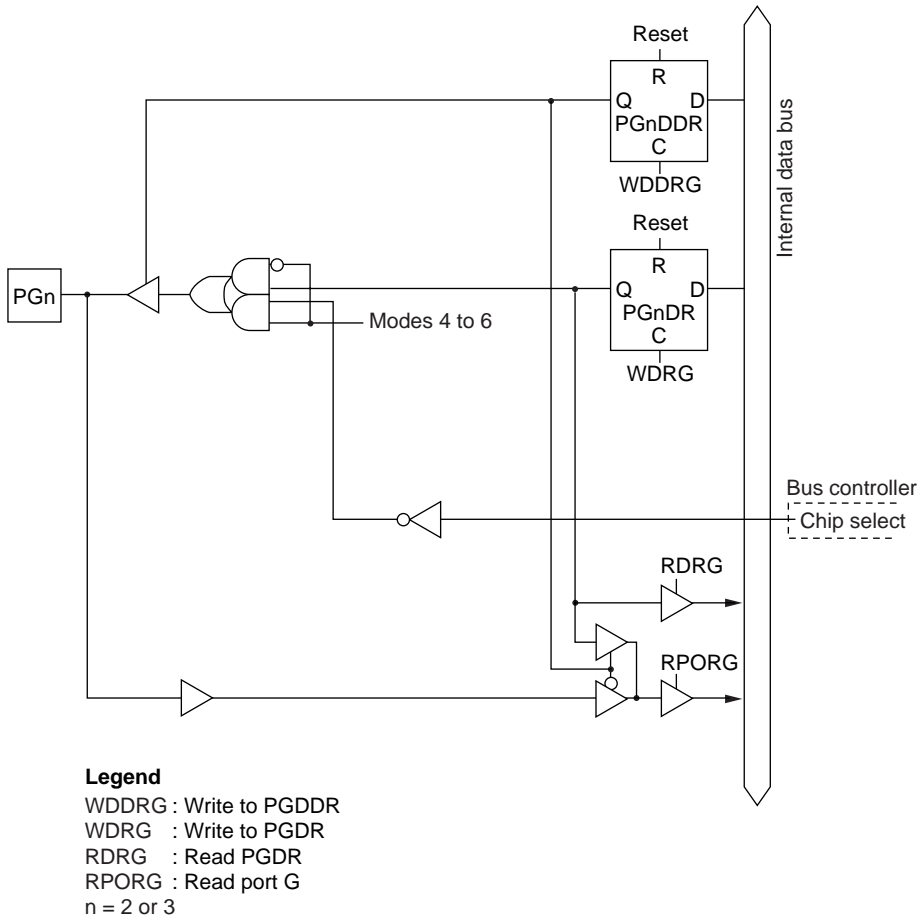 Reset
R
Q D
PGnDDR
C
WDDRG
Internal data bus
Reset
R
Q D
PGnDR
C
WDRG
PGn
Modes 4 to 6
Bus controller
Chip select
RDRG
RPORG
Legend
WDDRG : Write to PGDDR
WDRG : Write to PGDR
RDRG : Read PGDR
RPORG : Read port G
n = 2 or 3